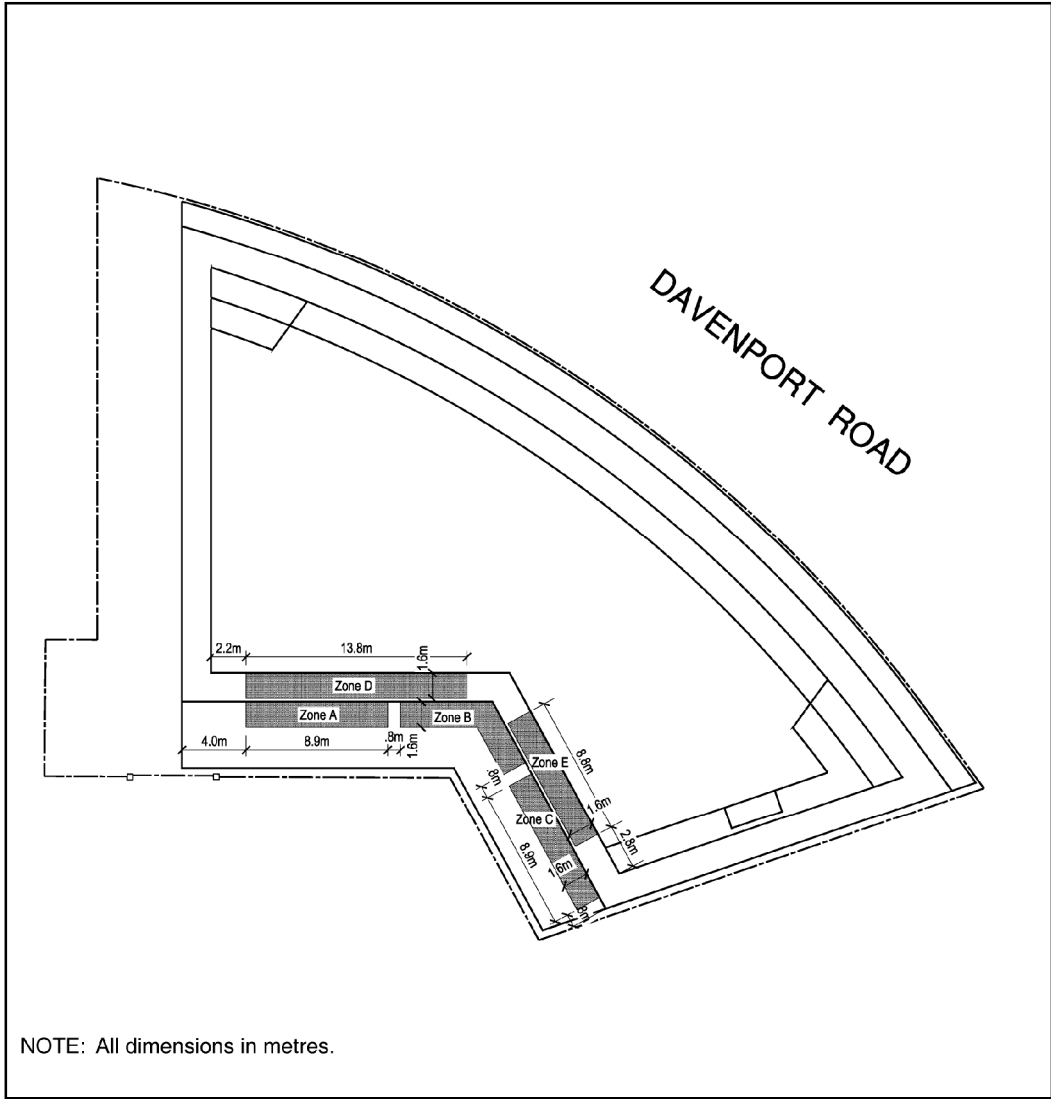 DAVENPORT ROAD
2.2m
13.8m
1.6m
Zone D
Zone A
Zone B
4.0m
8.9m
.8m
1.6m
.8m
Zone E
8.8m
1.6m
Zone C
2.8m
8.9m
1.6m
.8m
NOTE: All dimensions in metres.